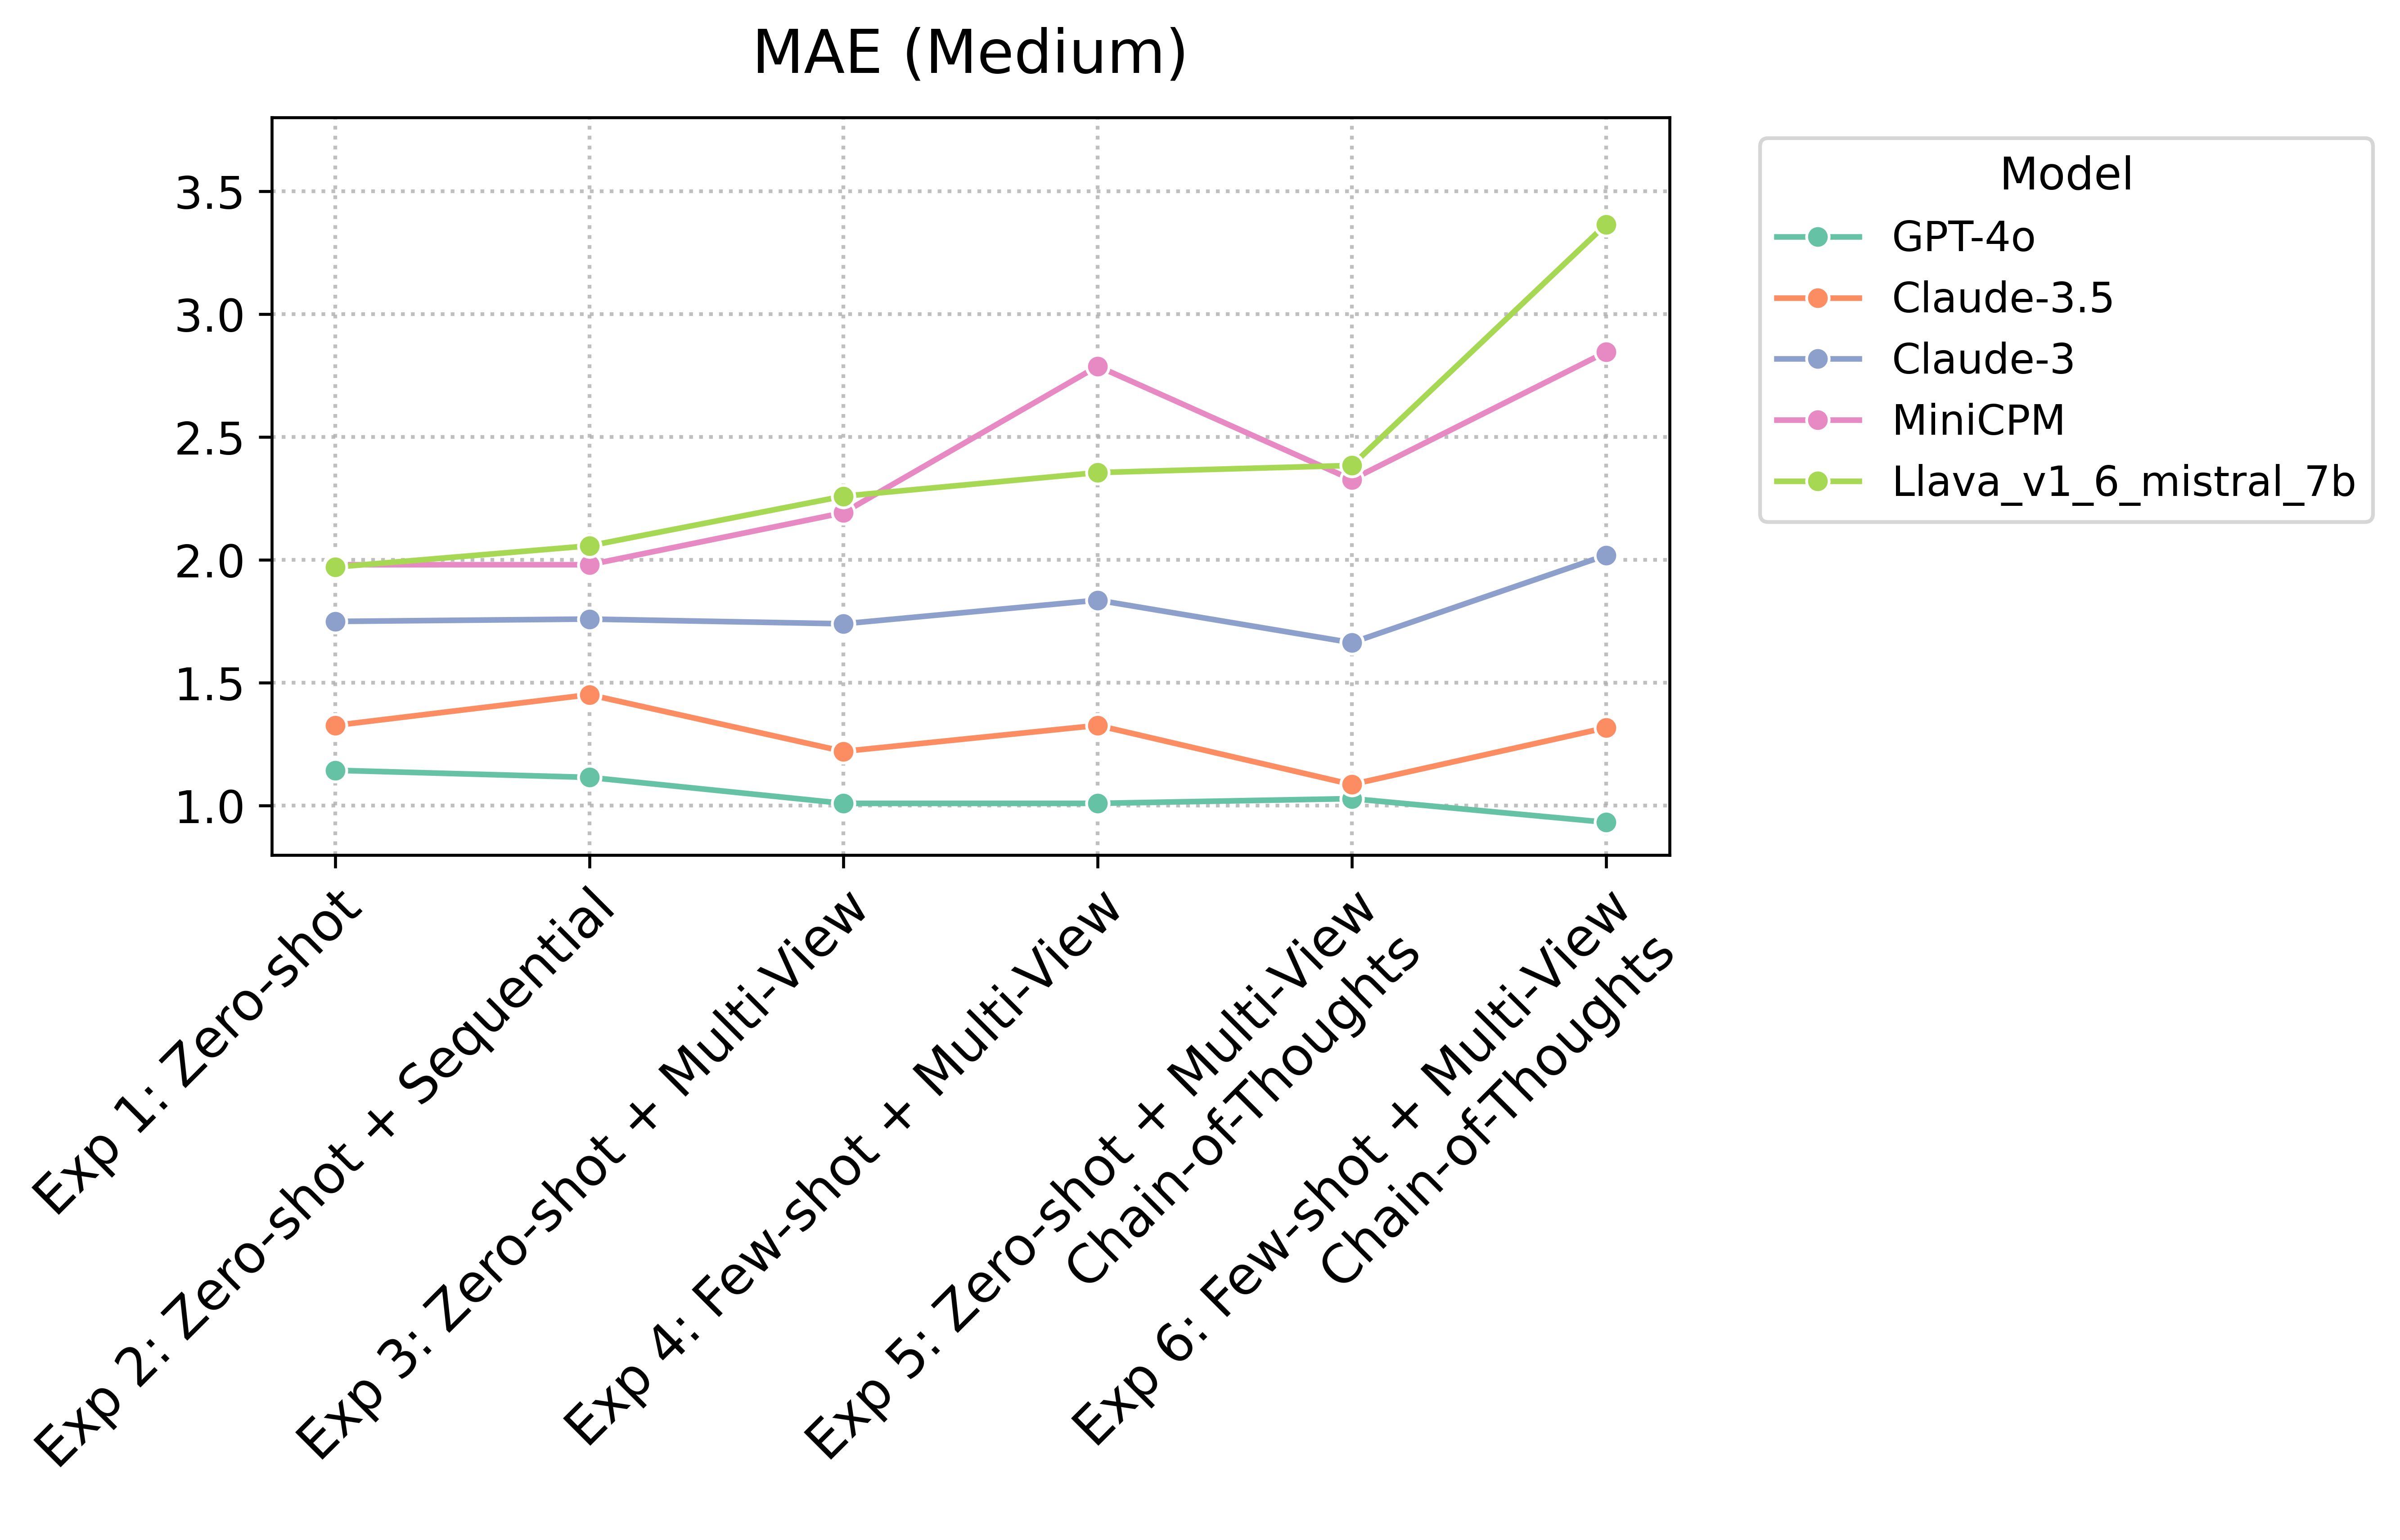 MAE (Medium)
3.5
3.0
2.5
2.0
1.5
1.0
Exp 1: Zero-shot
Exp 2: Zero-shot + Sequential
Exp 3: Zero-shot + Multi-View
Exp 4: Few-shot + Multi-View
Exp 5: Zero-shot + Multi-View
Chain-of-Thoughts
Exp 6: Few-shot + Multi-View
Chain-of-Thoughts
Model
GPT-4o
Claude-3.5
Claude-3
MiniCPM
Llava_v1_6_mistral_7b